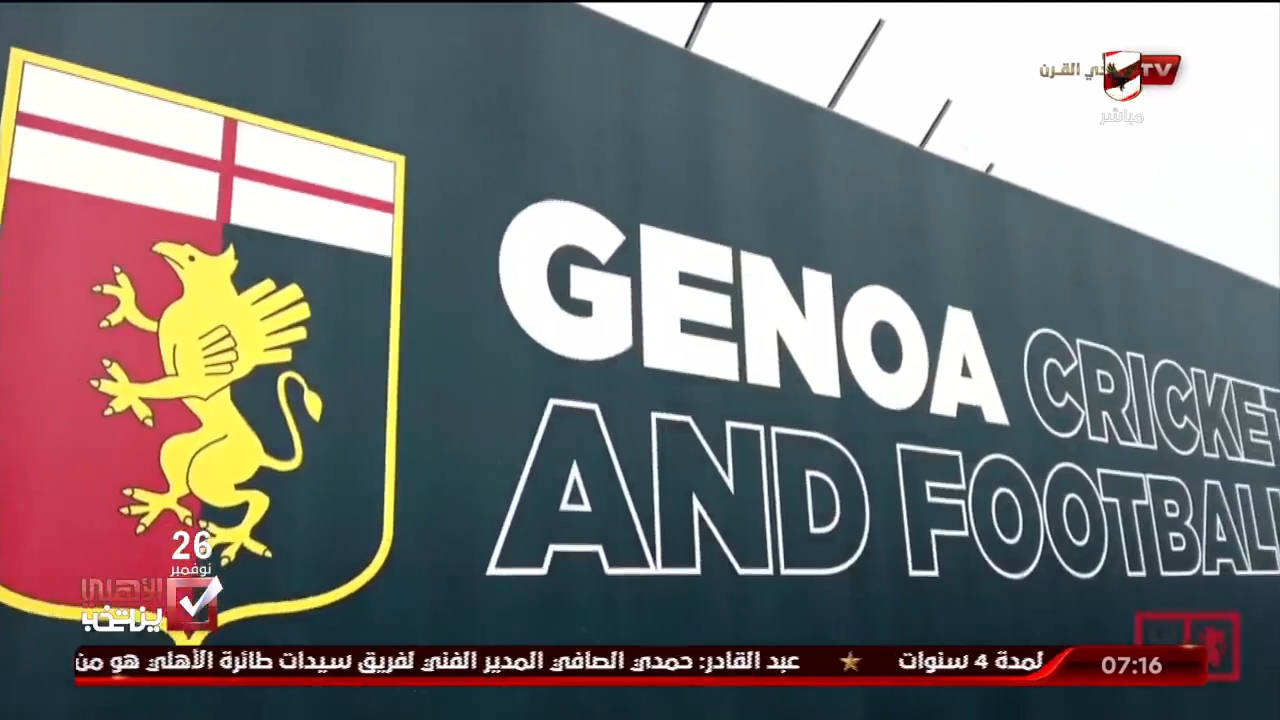 نادي القرن
TV
مباشر
GENOA CRICKET
AND FOOTBALL
26
نوفمبر
الأهلي
ينتخب
لمدة 4 سنوات
عبد القادر: حمدي الصافي المدير الفني لفريق سيدات طائرة الأهلي هو من
07:16